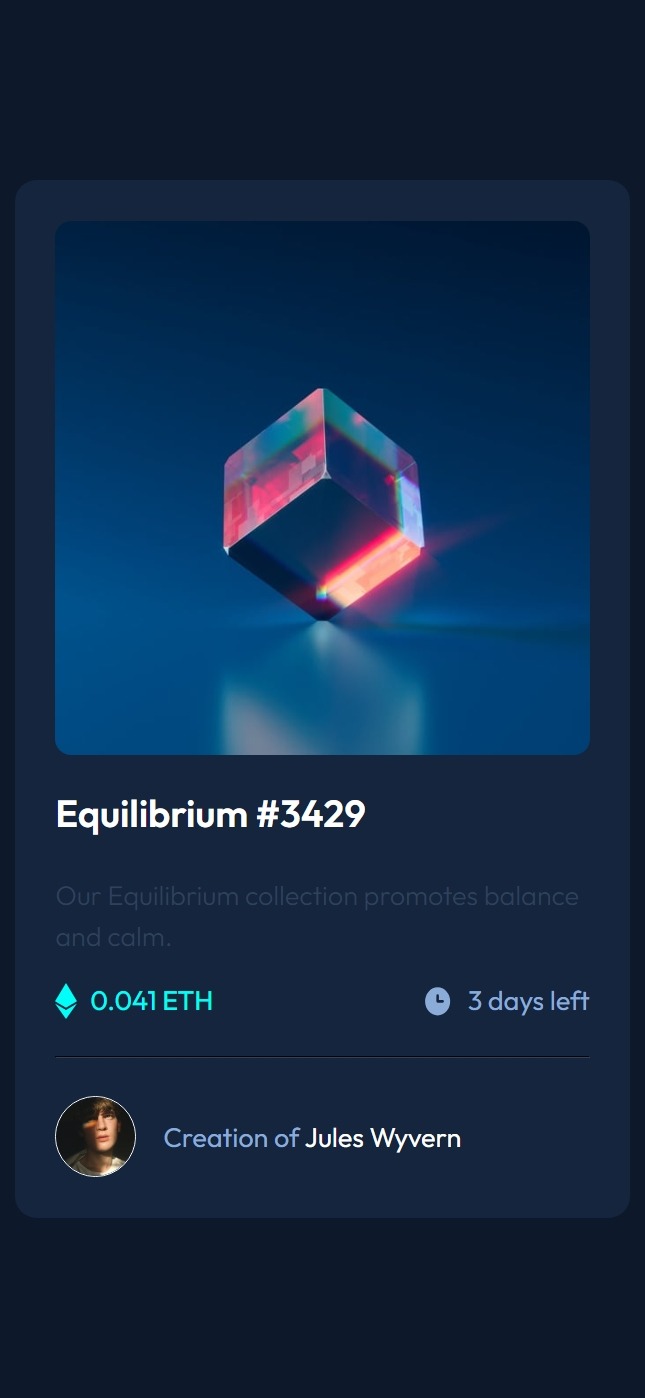 Equilibrium #3429
Our Equilibrium collection promotes balance
and calm.
0.041 ETH
3 days left
Creation of Jules Wyvern